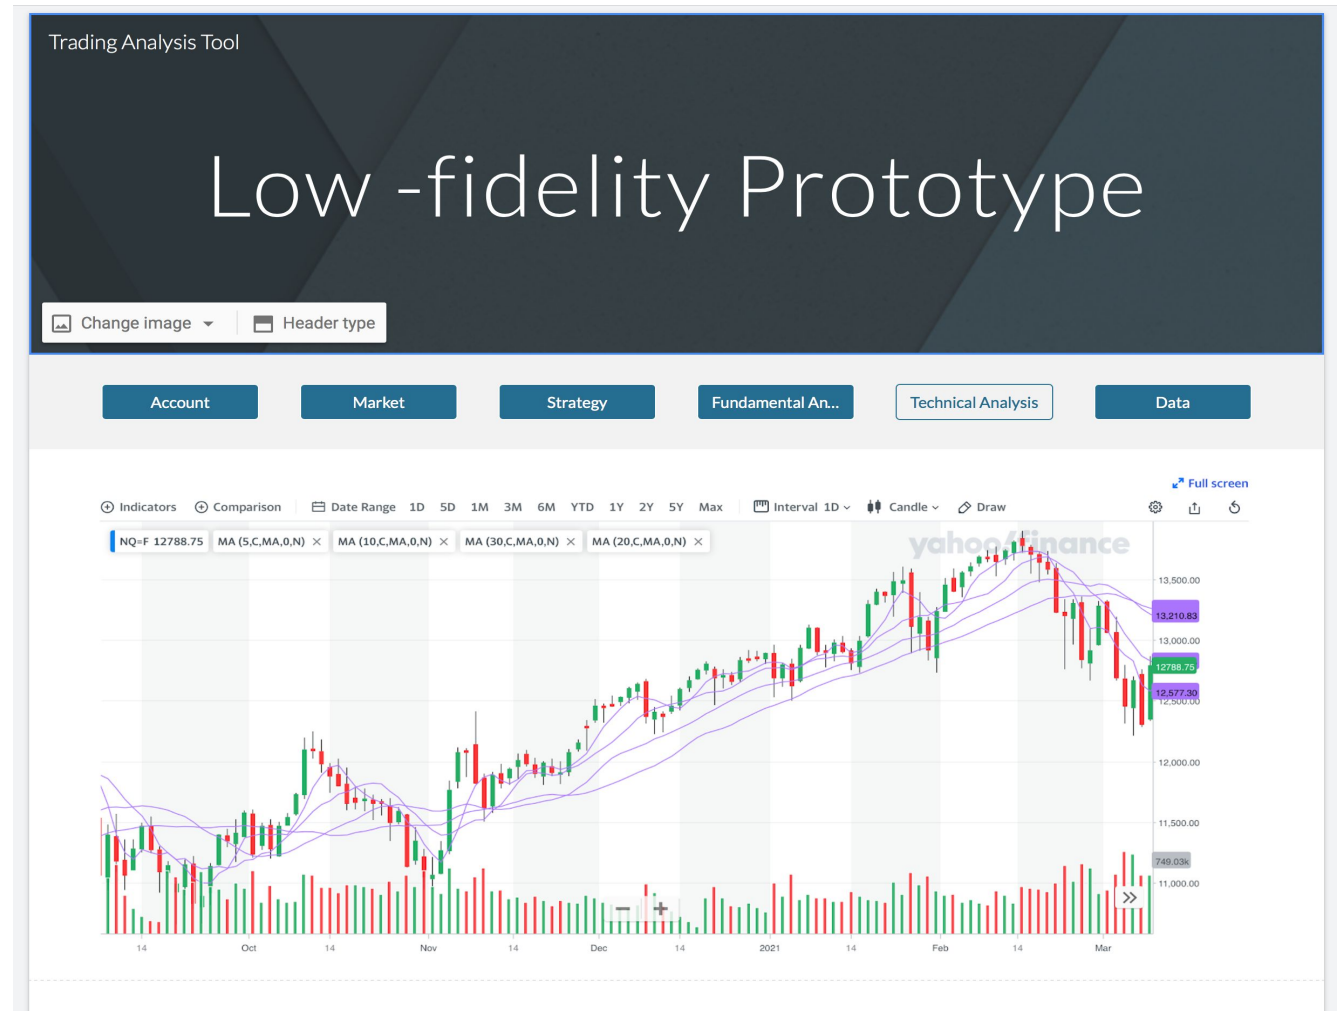 Trading Analysis Tool
Low -fidelity Prototype
Change image
Header type
Account
Market
Strategy
Fundamental An...
Technical Analysis
Data
Full screen
Indicators Comparison Date Range 1D 5D 1M 3M 6M YTD 1Y 2Y 5Y Max Interval 1D Candle Draw
NQ=F 12788.75 MA (5,C,MA,0,N) × MA (10,C,MA,0,N) × MA (30,C,MA,0,N) × MA (20,C,MA,0,N) ×
yahoo/finance
13,500.00
13,210.83
13,000.00
12788.75
12,577.30
12,500.00
12,000.00
11,500.00
749.03k
11,000.00
14 Oct 14 Nov 14 Dec 14 2021 14 Feb 14 Mar